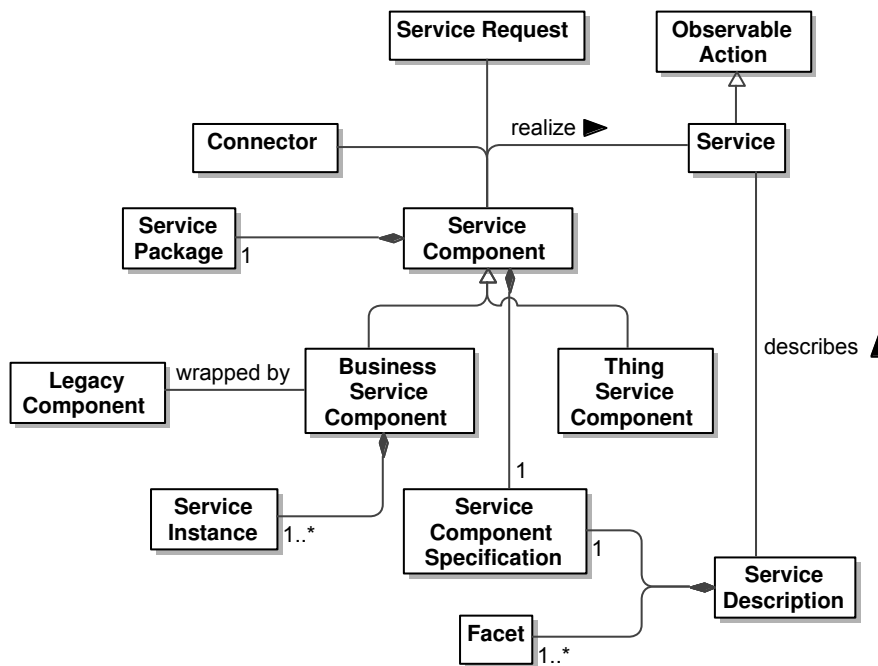 Service Request
Observable
Action
realize
Connector
Service
Service
Package
1
Service
Component
describes
Legacy
Component
wrapped by
Business
Service
Component
Thing
Service
Component
1
Service
Instance
1..*
Service
Component
Specification
1
Service
Description
Facet
1..*